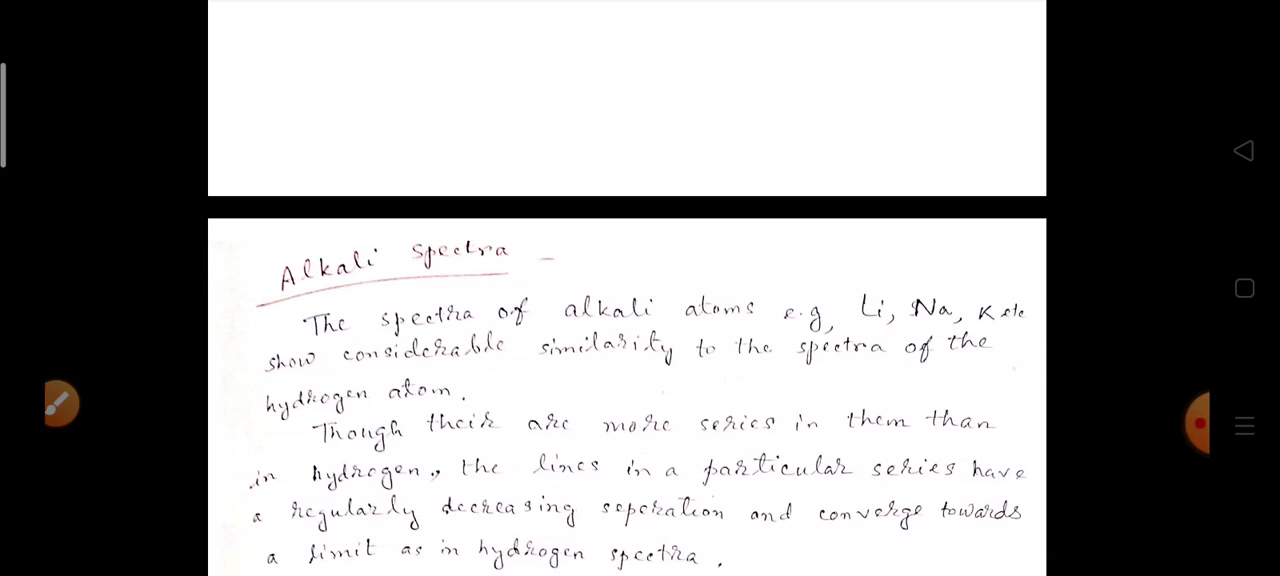 Alkali Spectra -
The spectra of alkali atoms e.g, Li, Na, K etc
show considerable similarity to the spectra of the
hydrogen atom.
Though their are more series in them than
in hydrogen, the lines in a particular series have
a regularly decreasing seperation and converge towards
a limit as in hydrogen spectra.